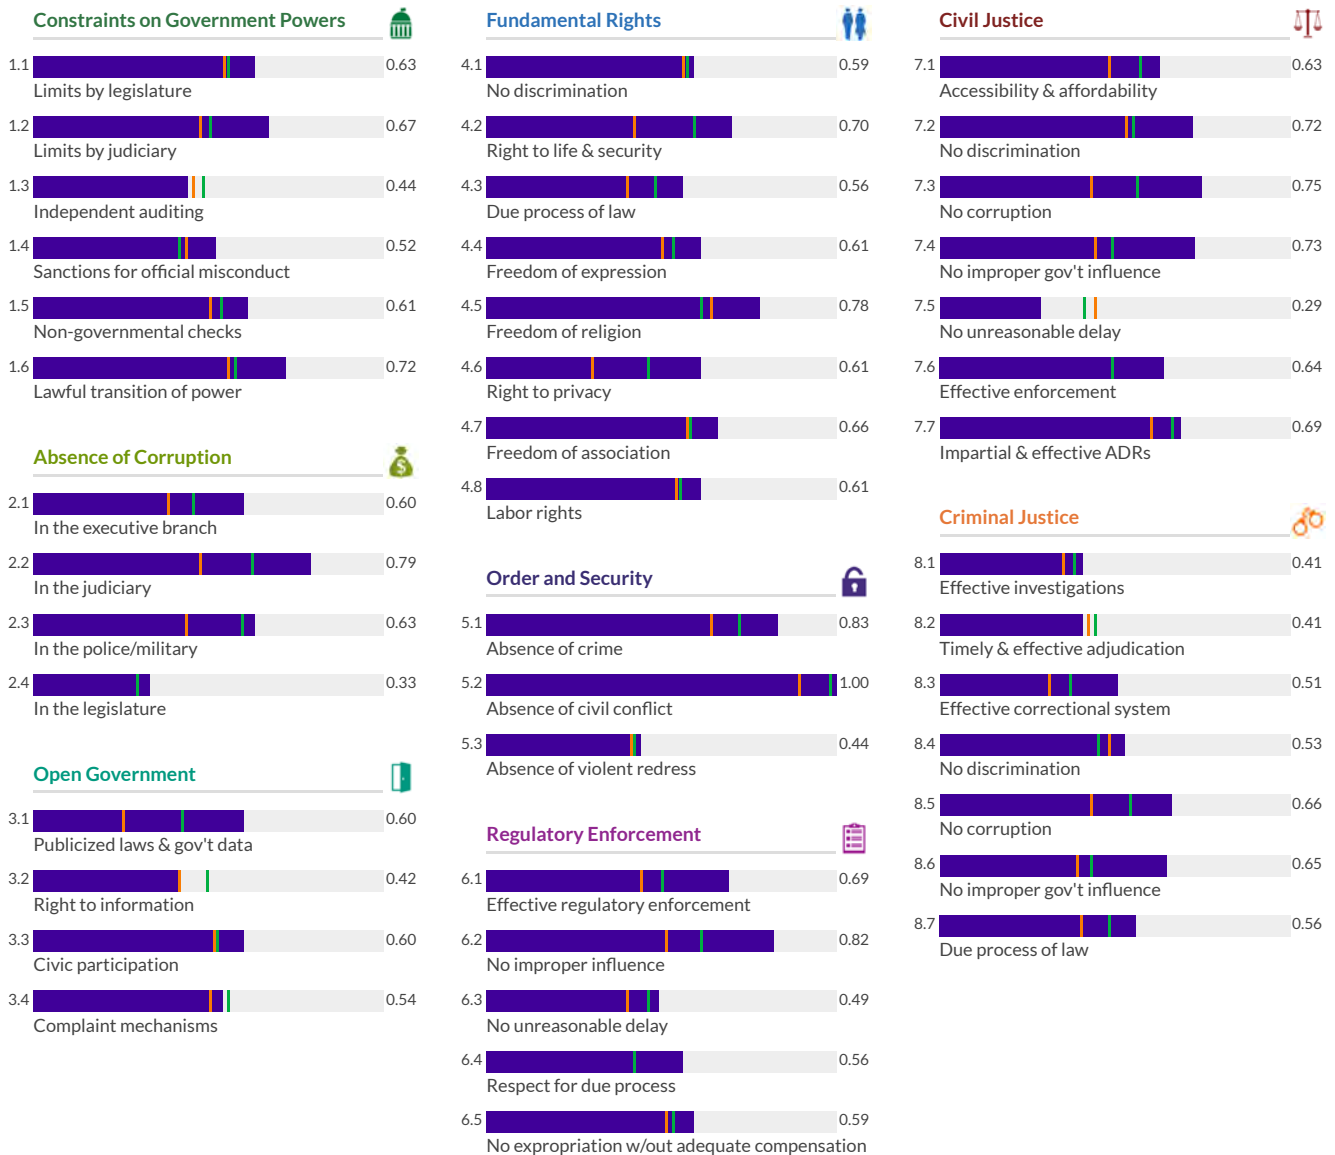 Constraints on Government Powers
1.1 0.63
Limits by legislature
1.2 0.67
Limits by judiciary
1.3 0.44
Independent auditing
1.4 0.52
Sanctions for official misconduct
1.5 0.61
Non-governmental checks
1.6 0.72
Lawful transition of power
Absence of Corruption
$
2.1 0.60
In the executive branch
2.2 0.79
In the judiciary
2.3 0.63
In the police/military
2.4 0.33
In the legislature
Open Government
3.1 0.60
Publicized laws & gov't data
3.2 0.42
Right to information
3.3 0.60
Civic participation
3.4 0.54
Complaint mechanisms
Fundamental Rights
4.1 0.59
No discrimination
4.2 0.70
Right to life & security
4.3 0.56
Due process of law
4.4 0.61
Freedom of expression
4.5 0.78
Freedom of religion
4.6 0.61
Right to privacy
4.7 0.66
Freedom of association
4.8 0.61
Labor rights
Order and Security
5.1 0.83
Absence of crime
5.2 1.00
Absence of civil conflict
5.3 0.44
Absence of violent redress
Regulatory Enforcement
6.1 0.69
Effective regulatory enforcement
6.2 0.82
No improper influence
6.3 0.49
No unreasonable delay
6.4 0.56
Respect for due process
6.5 0.59
No expropriation w/out adequate compensation
Civil Justice
7.1 0.63
Accessibility & affordability
7.2 0.72
No discrimination
7.3 0.75
No corruption
7.4 0.73
No improper gov't influence
7.5 0.29
No unreasonable delay
7.6 0.64
Effective enforcement
7.7 0.69
Impartial & effective ADRs
Criminal Justice
8.1 0.41
Effective investigations
8.2 0.41
Timely & effective adjudication
8.3 0.51
Effective correctional system
8.4 0.53
No discrimination
8.5 0.66
No corruption
8.6 0.65
No improper gov't influence
8.7 0.56
Due process of law